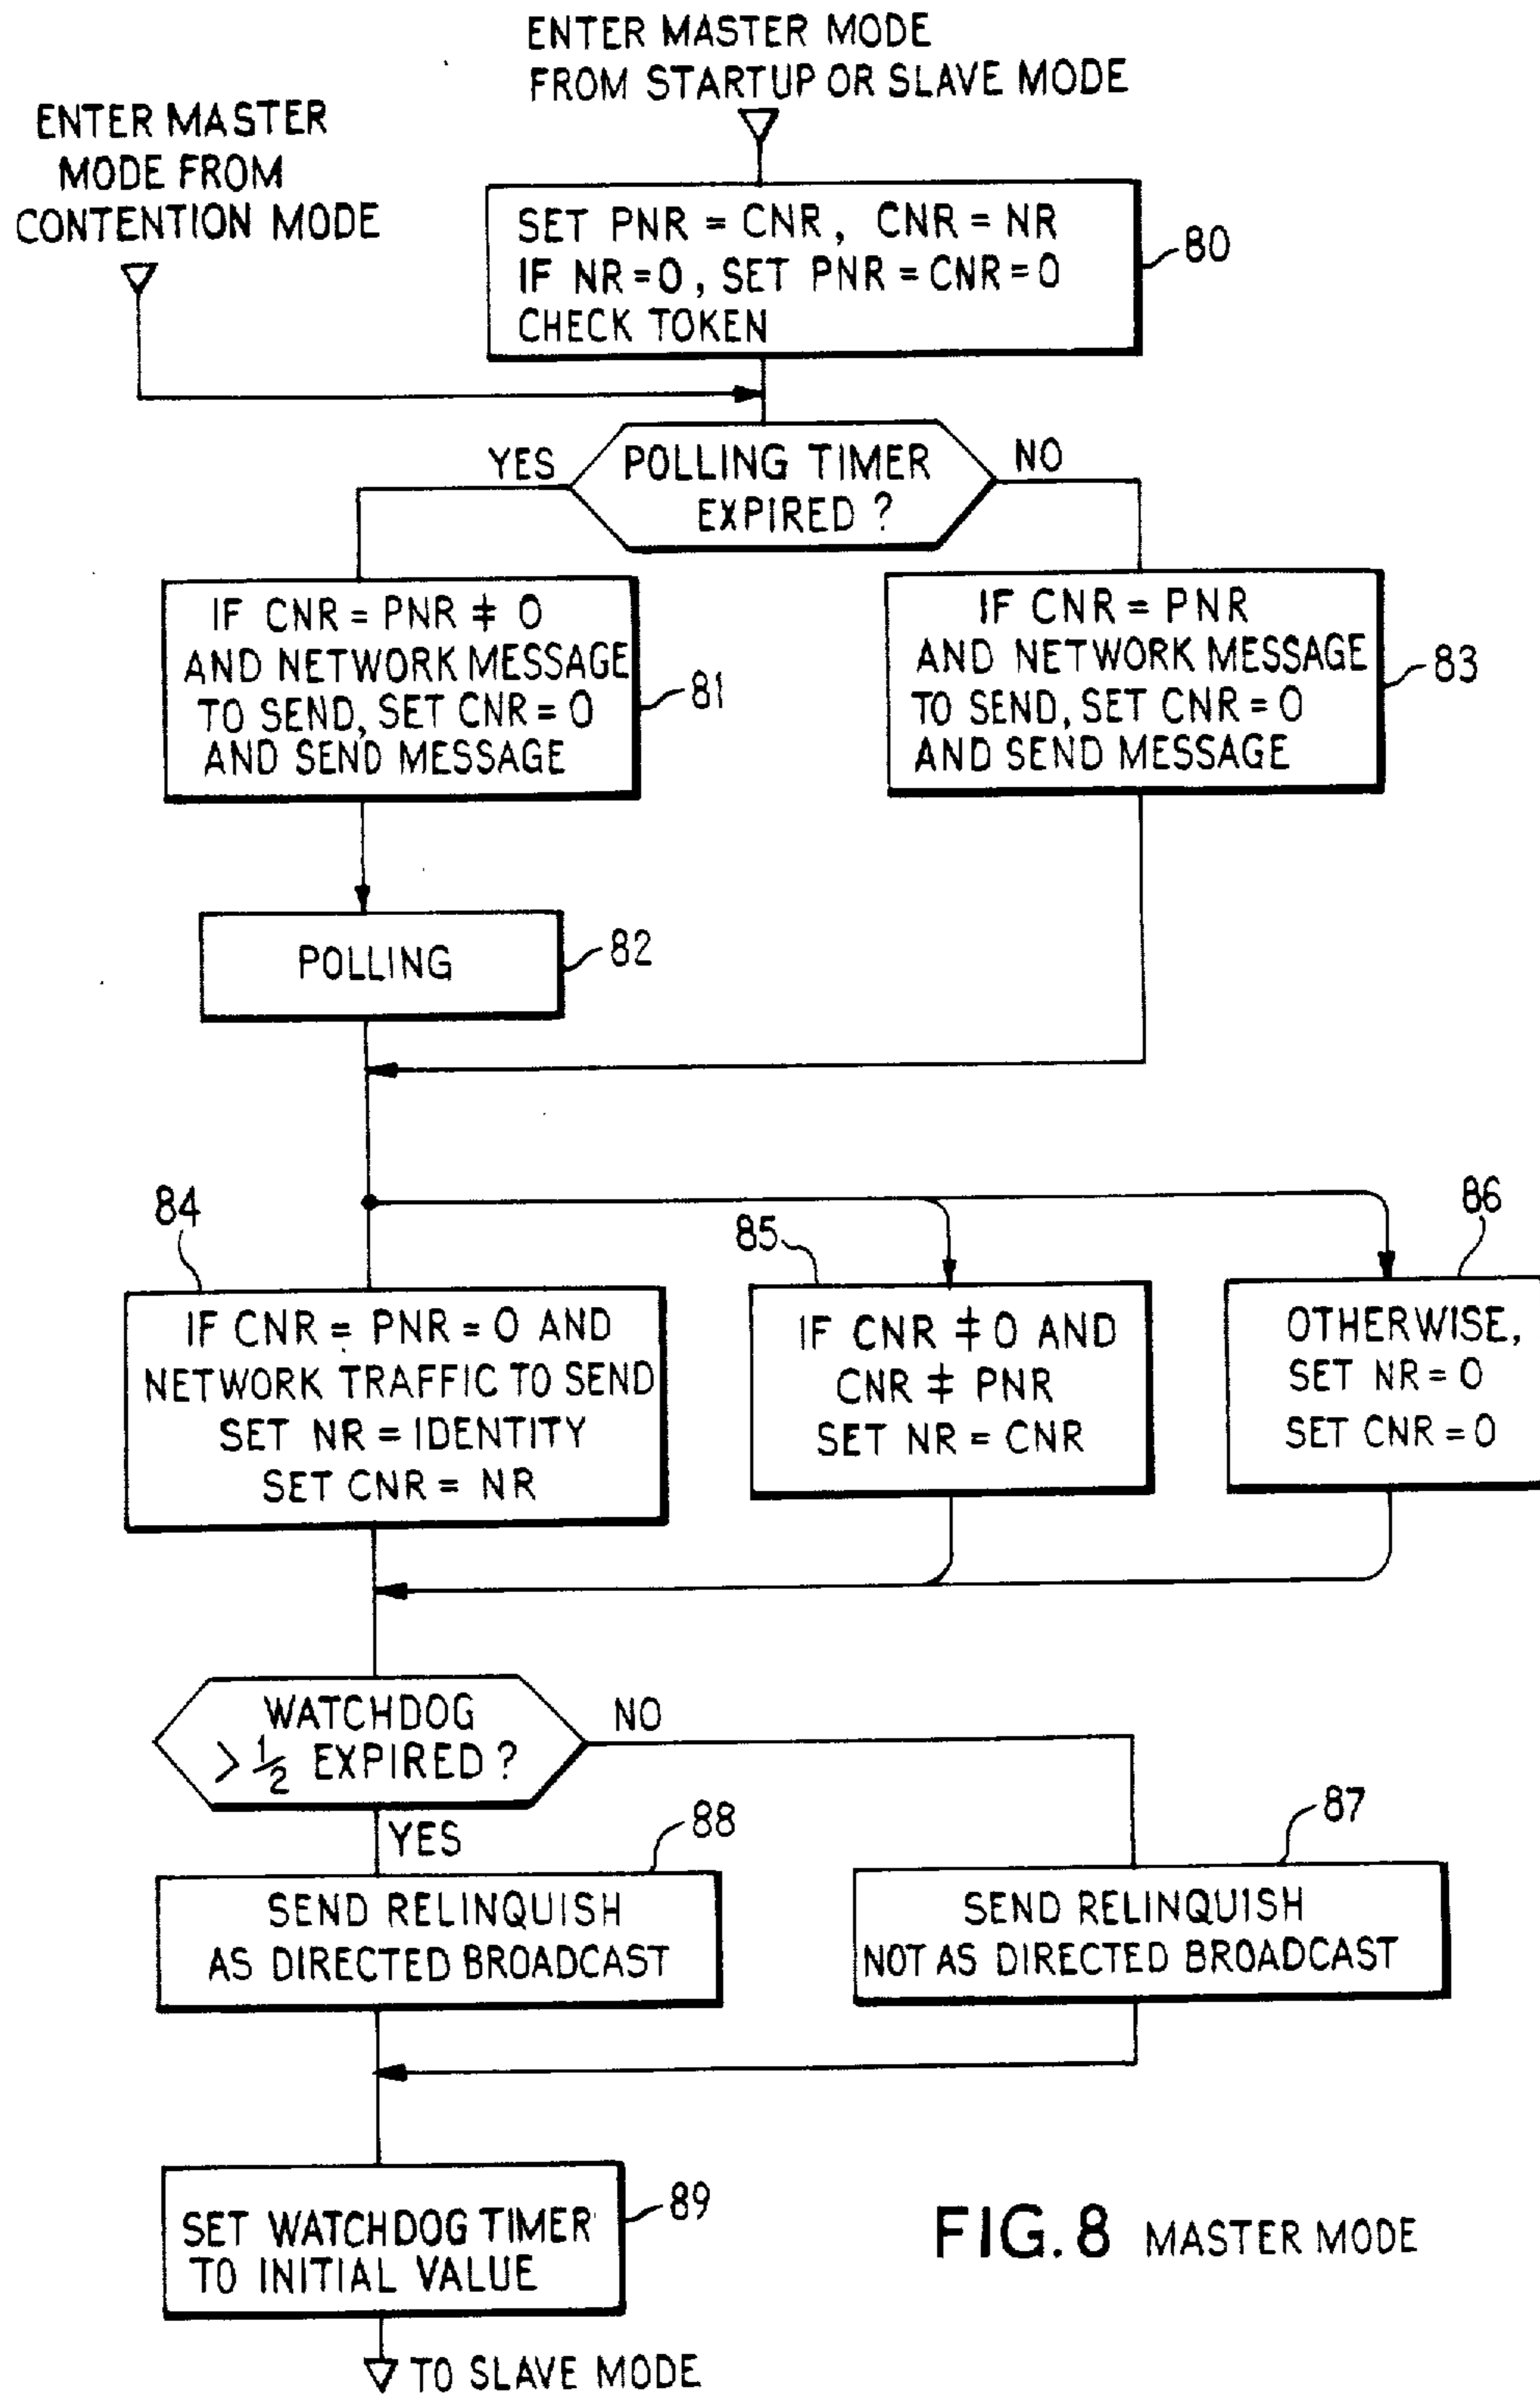 ENTER MASTER MODE
FROM STARTUP OR SLAVE MODE
ENTER MASTER
MODE FROM
CONTENTION MODE
SET PNR = CNR, CNR = NR
IF NR = 0, SET PNR = CNR = 0
CHECK TOKEN
80
POLLING TIMER
EXPIRED ?
YES
NO
IF CNR = PNR ≠ 0
AND NETWORK MESSAGE
TO SEND, SET CNR = 0
AND SEND MESSAGE
81
IF CNR = PNR
AND NETWORK MESSAGE
TO SEND, SET CNR = 0
AND SEND MESSAGE
83
POLLING
82
84
IF CNR = PNR = 0 AND
NETWORK TRAFFIC TO SEND
SET NR = IDENTITY
SET CNR = NR
85
IF CNR ≠ 0 AND
CNR ≠ PNR
SET NR = CNR
86
OTHERWISE,
SET NR = 0
SET CNR = 0
WATCHDOG
> 1/2 EXPIRED ?
NO
YES
88
SEND RELINQUISH
AS DIRECTED BROADCAST
87
SEND RELINQUISH
NOT AS DIRECTED BROADCAST
SET WATCHDOG TIMER
TO INITIAL VALUE
89
TO SLAVE MODE
FIG. 8 MASTER MODE